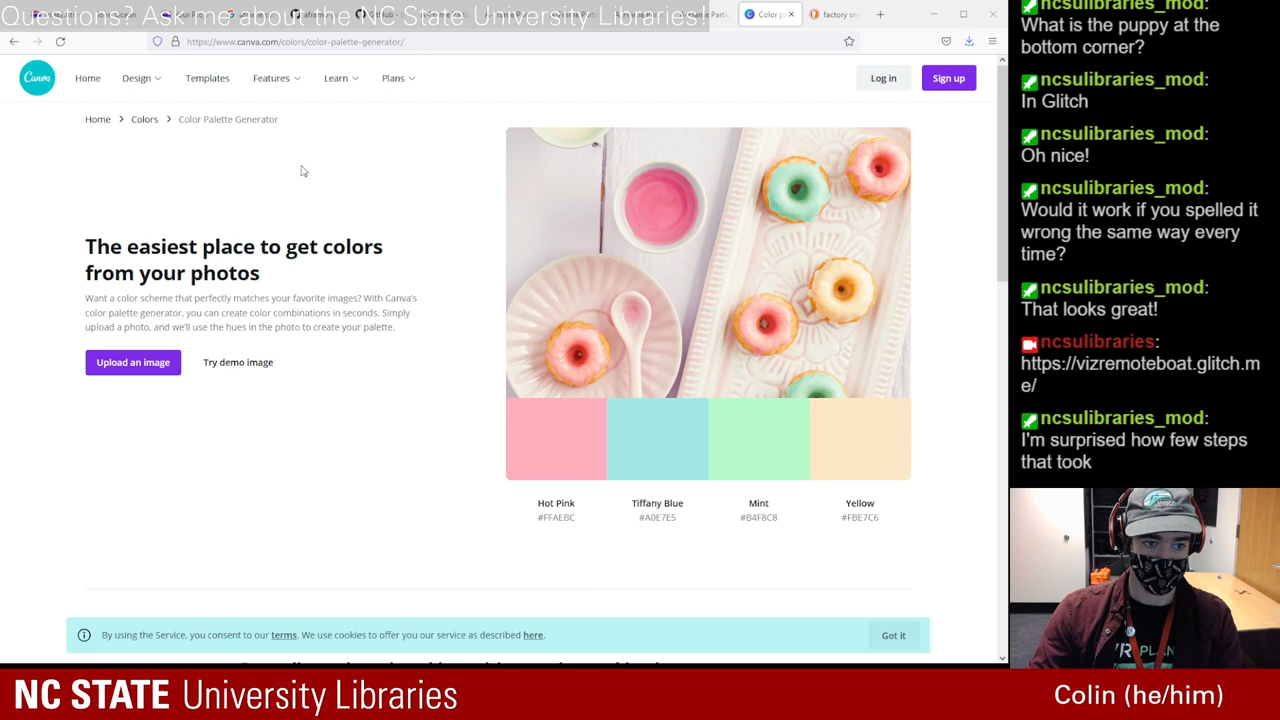 Questions? Ask me about the NC State University Libraries!
Color p
factory sm
https://www.canva.com/colors/color-palette-generator/
Canva
Home
Design
Templates
Features
Learn
Plans
Log in
Sign up
Home
Colors
Color Palette Generator
The easiest place to get colors
from your photos
Want a color scheme that perfectly matches your favorite images? With Canva's
color palette generator, you can create color combinations in seconds. Simply
upload a photo, and we'll use the hues in the photo to create your palette.
Upload an image
Try demo image
Hot Pink
#FFAEBC
Tiffany Blue
#A0E7E5
Mint
#B4F8C8
Yellow
#FBE7C6
By using the Service, you consent to our terms. We use cookies to offer you our service as described here.
Got it
ncsulibraries_mod:
What is the puppy at the
bottom corner?
ncsulibraries_mod:
In Glitch
ncsulibraries_mod:
Oh nice!
ncsulibraries_mod:
Would it work if you spelled it
wrong the same way every
time?
ncsulibraries_mod:
That looks great!
ncsulibraries:
https://vizremoteboat.glitch.m
e/
ncsulibraries_mod:
I'm surprised how few steps
that took
NC STATE University Libraries
Colin (he/him)